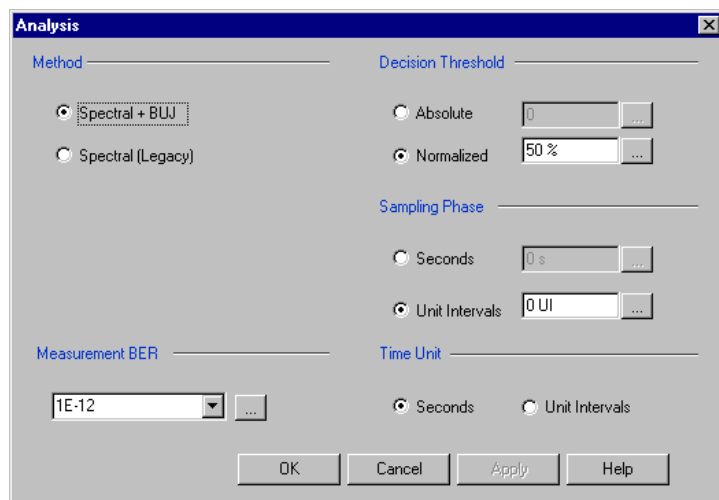 Analysis
Method
Spectral + BUJ
Spectral (Legacy)
Decision Threshold
Absolute
0
...
Normalized
50 %
...
Sampling Phase
Seconds
0 s
...
Unit Intervals
0 UI
...
Measurement BER
1E-12
...
Time Unit
Seconds
Unit Intervals
OK
Cancel
Apply
Help